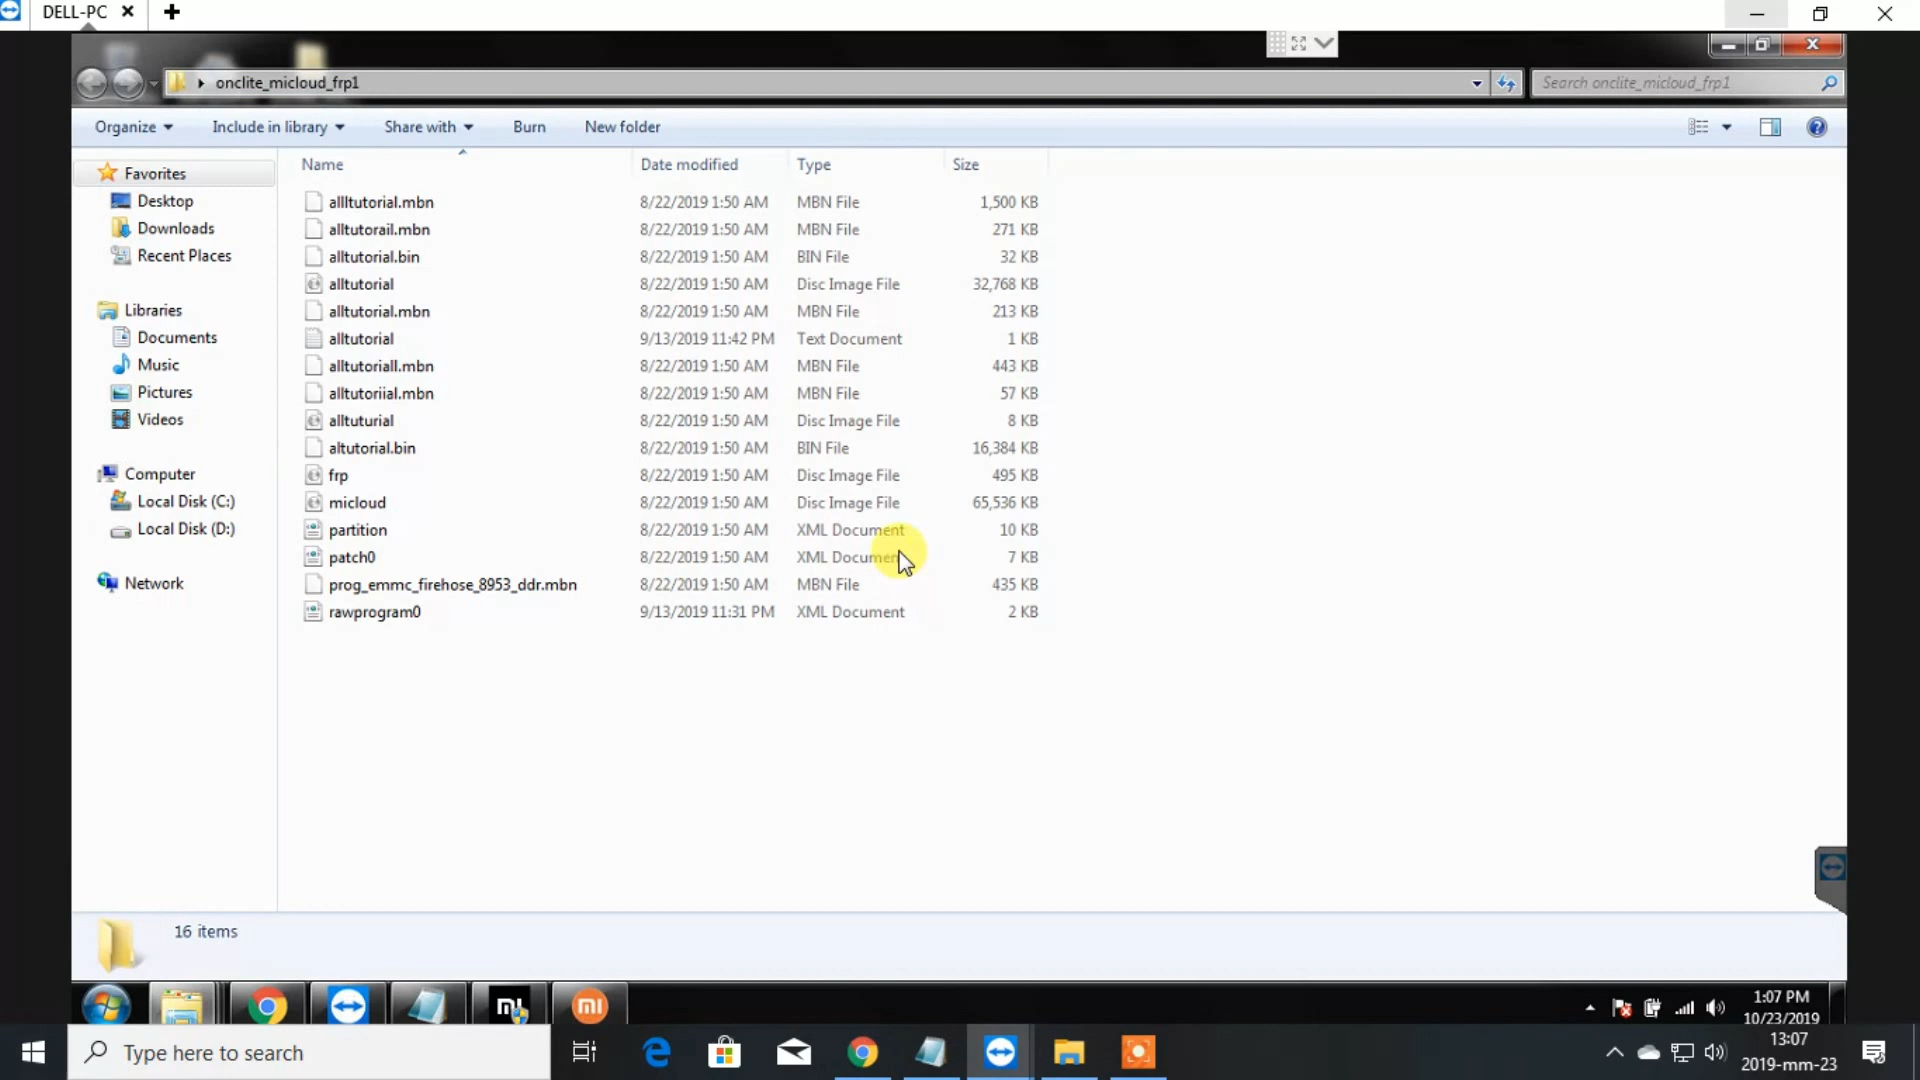 DELL-PC
onclite_micloud_frp1
Search onclite_micloud_frp1
Organize Include in library Share with Burn New folder
Name Date modified Type Size
Favorites
Desktop
Downloads
Recent Places
Libraries
Documents
Music
Pictures
Videos
Computer
Local Disk (C:)
Local Disk (D:)
Network
allltutorial.mbn 8/22/2019 1:50 AM MBN File 1,500 KB
alltutorail.mbn 8/22/2019 1:50 AM MBN File 271 KB
alltutorial.bin 8/22/2019 1:50 AM BIN File 32 KB
alltutorial 8/22/2019 1:50 AM Disc Image File 32,768 KB
alltutorial.mbn 8/22/2019 1:50 AM MBN File 213 KB
alltutorial 9/13/2019 11:42 PM Text Document 1 KB
alltutoriall.mbn 8/22/2019 1:50 AM MBN File 443 KB
alltutoriial.mbn 8/22/2019 1:50 AM MBN File 57 KB
alltuturial 8/22/2019 1:50 AM Disc Image File 8 KB
altutorial.bin 8/22/2019 1:50 AM BIN File 16,384 KB
frp 8/22/2019 1:50 AM Disc Image File 495 KB
micloud 8/22/2019 1:50 AM Disc Image File 65,536 KB
partition 8/22/2019 1:50 AM XML Document 10 KB
patch0 8/22/2019 1:50 AM XML Document 7 KB
prog_emmc_firehose_8953_ddr.mbn 8/22/2019 1:50 AM MBN File 435 KB
rawprogram0 9/13/2019 11:31 PM XML Document 2 KB
16 items
1:07 PM
10/23/2019
Type here to search
13:07
2019-mm-23